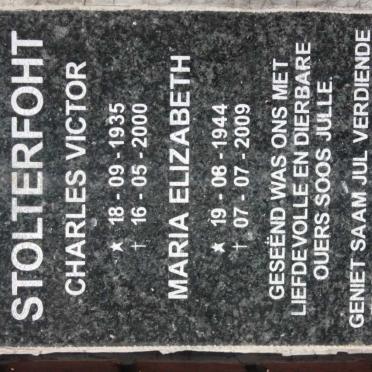 STOLTERFOHT
CHARLES VICTOR
★ 18 - 09 - 1935
† 16 - 05 - 2000
MARIA ELIZABETH
★ 19 - 08 - 1944
† 07 - 07 - 2009
GESEËND WAS ONS MET
LIEFDEVOLLE EN DIERBARE
OUERS SOOS JULLE.
GENIET SAAM JUL VERDIENDE